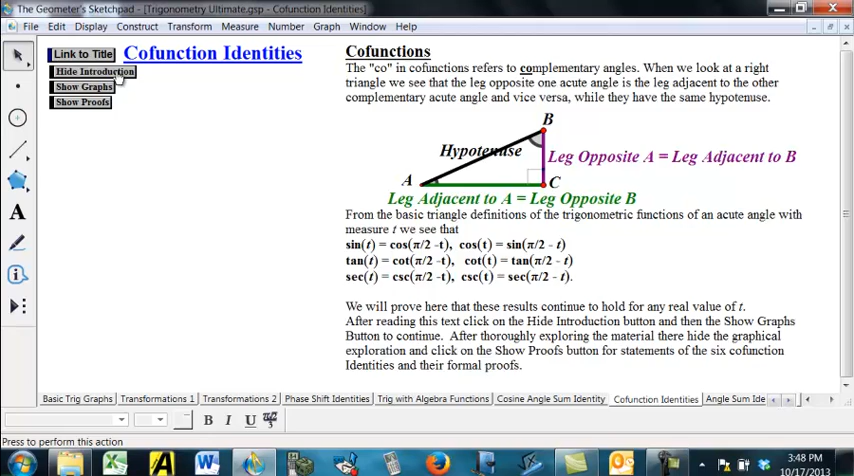 The Geometer's Sketchpad - [Trigonometry Ultimate.gsp - Cofunction Identities]
File Edit Display Construct Transform Measure Number Graph Window Help
Link to Title
Cofunction Identities
Hide Introduction
Show Graphs
Show Proofs
Cofunctions
The "co" in cofunctions refers to complementary angles. When we look at a right
triangle we see that the leg opposite one acute angle is the leg adjacent to the other
complementary acute angle and vice versa, while they have the same hypotenuse.
B
Hypotenuse
Leg Opposite A = Leg Adjacent to B
A
C
Leg Adjacent to A = Leg Opposite B
From the basic triangle definitions of the trigonometric functions of an acute angle with
measure t we see that
sin(t) = cos(π/2 -t), cos(t) = sin(π/2 - t)
tan(t) = cot(π/2 -t), cot(t) = tan(π/2 - t)
sec(t) = csc(π/2 -t), csc(t) = sec(π/2 - t).
We will prove here that these results continue to hold for any real value of t.
After reading this text click on the Hide Introduction button and then the Show Graphs
Button to continue. After thoroughly exploring the material there hide the graphical
exploration and click on the Show Proofs button for statements of the six cofunction
Identities and their formal proofs.
Basic Trig Graphs Transformations 1 Transformations 2 Phase Shift Identities Trig with Algebra Functions Cosine Angle Sum Identity Cofunction Identities Angle Sum Ide
B I U
Press to perform this action
3:48 PM
10/17/2013